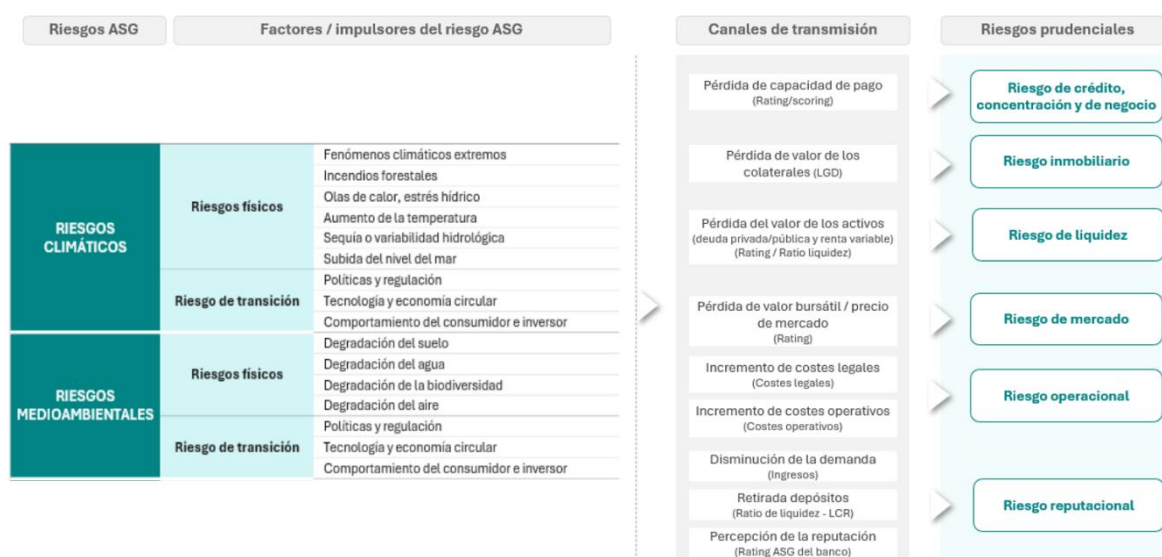 Riesgos ASG
Factores / impulsores del riesgo ASG
Canales de transmisión
Riesgos prudenciales
RIESGOS
CLIMÁTICOS
Riesgos físicos
Fenómenos climáticos extremos
Incendios forestales
Olas de calor, estrés hídrico
Aumento de la temperatura
Sequía o variabilidad hidrológica
Subida del nivel del mar
Riesgo de transición
Políticas y regulación
Tecnología y economía circular
Comportamiento del consumidor e inversor
RIESGOS
MEDIOAMBIENTALES
Riesgos físicos
Degradación del suelo
Degradación del agua
Degradación de la biodiversidad
Degradación del aire
Riesgo de transición
Políticas y regulación
Tecnología y economía circular
Comportamiento del consumidor e inversor
Pérdida de capacidad de pago
(Rating/scoring)
Pérdida de valor de los
colaterales (LGD)
Pérdida del valor de los activos
(deuda privada/pública y renta variable)
(Rating / Ratio liquidez)
Pérdida de valor bursátil / precio
de mercado
(Rating)
Incremento de costes legales
(Costes legales)
Incremento de costes operativos
(Costes operativos)
Disminución de la demanda
(Ingresos)
Retirada depósitos
(Ratio de liquidez - LCR)
Percepción de la reputación
(Rating ASG del banco)
Riesgo de crédito,
concentración y de negocio
Riesgo inmobiliario
Riesgo de liquidez
Riesgo de mercado
Riesgo operacional
Riesgo reputacional